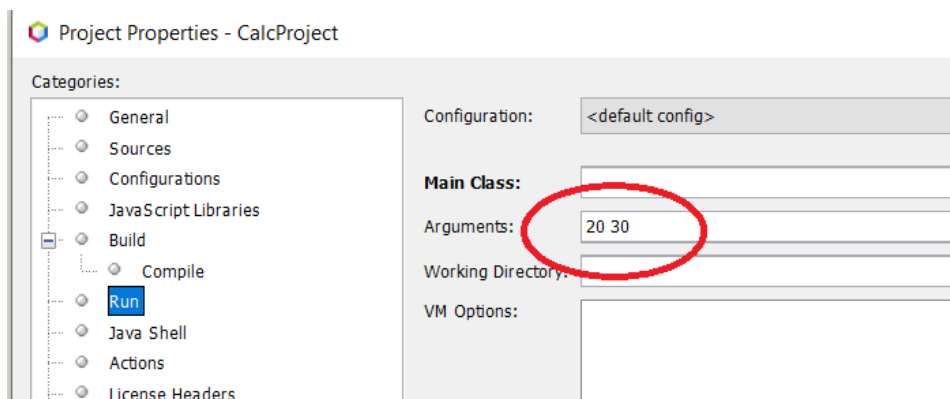 Project Properties - CalcProject
Categories:
General
Sources
Configurations
JavaScript Libraries
Build
Compile
Run
Java Shell
Actions
License Headers
Configuration:
<default config>
Main Class:
Arguments:
20 30
Working Directory:
VM Options: